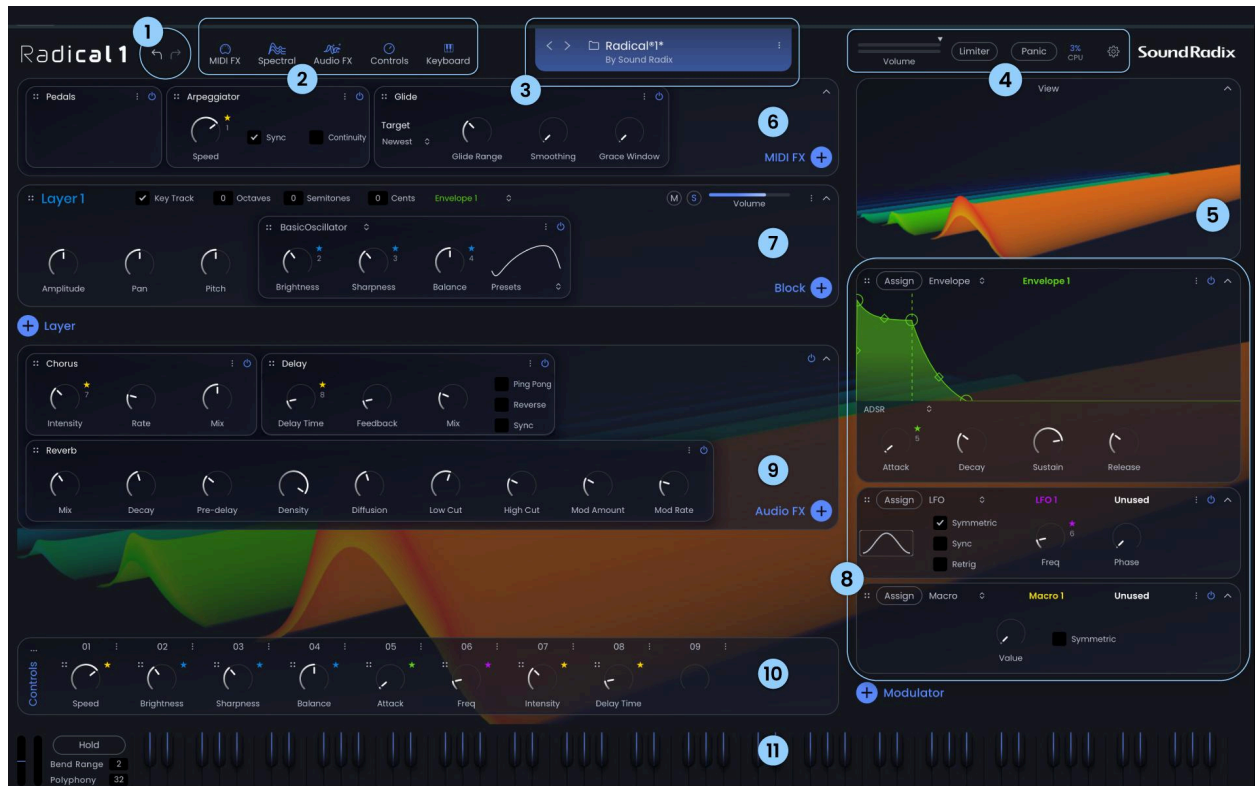 Radical 1
1
MIDI FX Spectral Audio FX Controls Keyboard
2
Radical*1*
By Sound Radix
3
Volume Limiter Panic 3% CPU
4
SoundRadix
Pedals
Arpeggiator
1
Speed
Sync
Continuity
Glide
Target
Newest
Glide Range Smoothing Grace Window
6
MIDI FX
View
5
Layer 1 Key Track 0 Octaves 0 Semitones 0 Cents Envelope 1 M S Volume
Amplitude Pan Pitch
BasicOscillator
2 3 4
Brightness Sharpness Balance Presets
7
Block
Layer
Chorus
7
Intensity Rate Mix
Delay
8
Delay Time Feedback Mix
Ping Pong
Reverse
Sync
Reverb
Mix Decay Pre-delay Density Diffusion Low Cut High Cut Mod Amount Mod Rate
9
Audio FX
Assign Envelope Envelope 1
ADSR
5
Attack Decay Sustain Release
Assign LFO LFO 1 Unused
Symmetric
Sync
Retrig
6
Freq Phase
8
Assign Macro Macro 1 Unused
Value
Symmetric
Modulator
Controls
01 02 03 04 05 06 07 08 09
Speed Brightness Sharpness Balance Attack Freq Intensity Delay Time
10
Hold
Bend Range 2
Polyphony 32
11